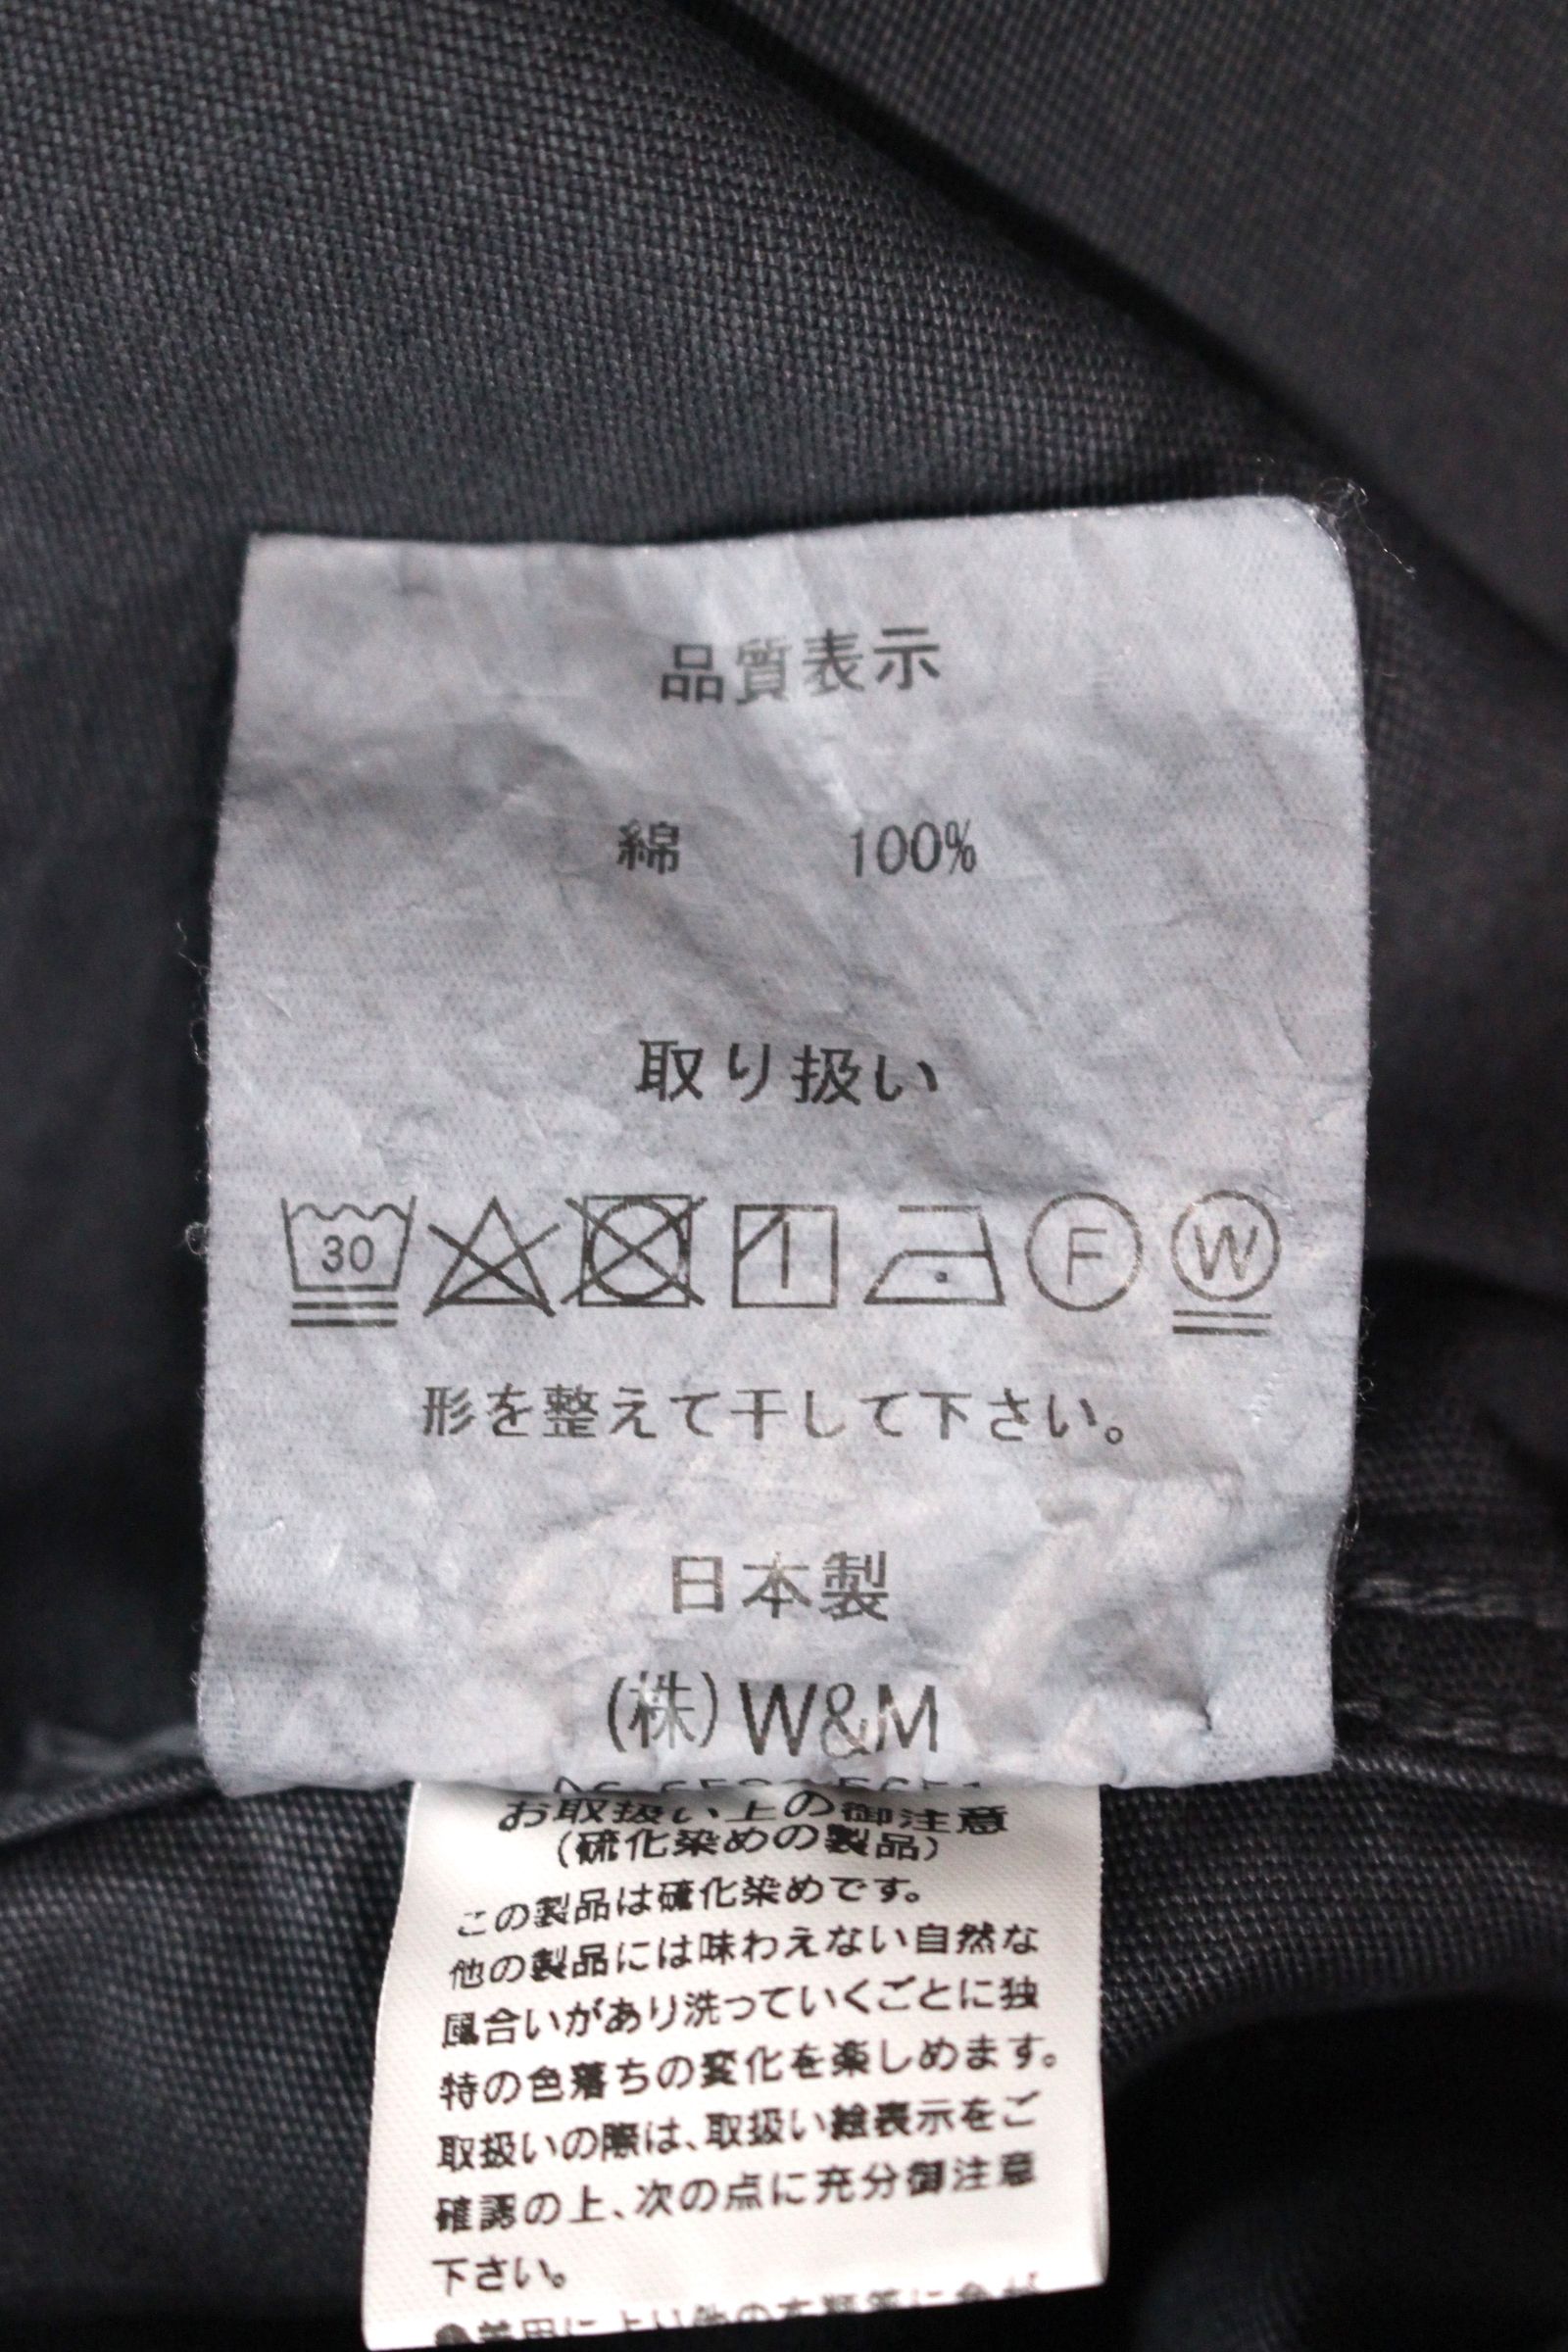 品質表示
綿 100%
取り扱い
30 F W
形を整えて干して下さい。
日本製
(株)W&M
お取扱い上の御注意
(硫化染めの製品)
この製品は硫化染めです。
他の製品には味わえない自然な
風合いがあり洗っていくごとに独
特の色落ちの変化を楽しめます。
取扱いの際は、取扱い絵表示をご
確認の上、次の点に充分御注意
下さい。